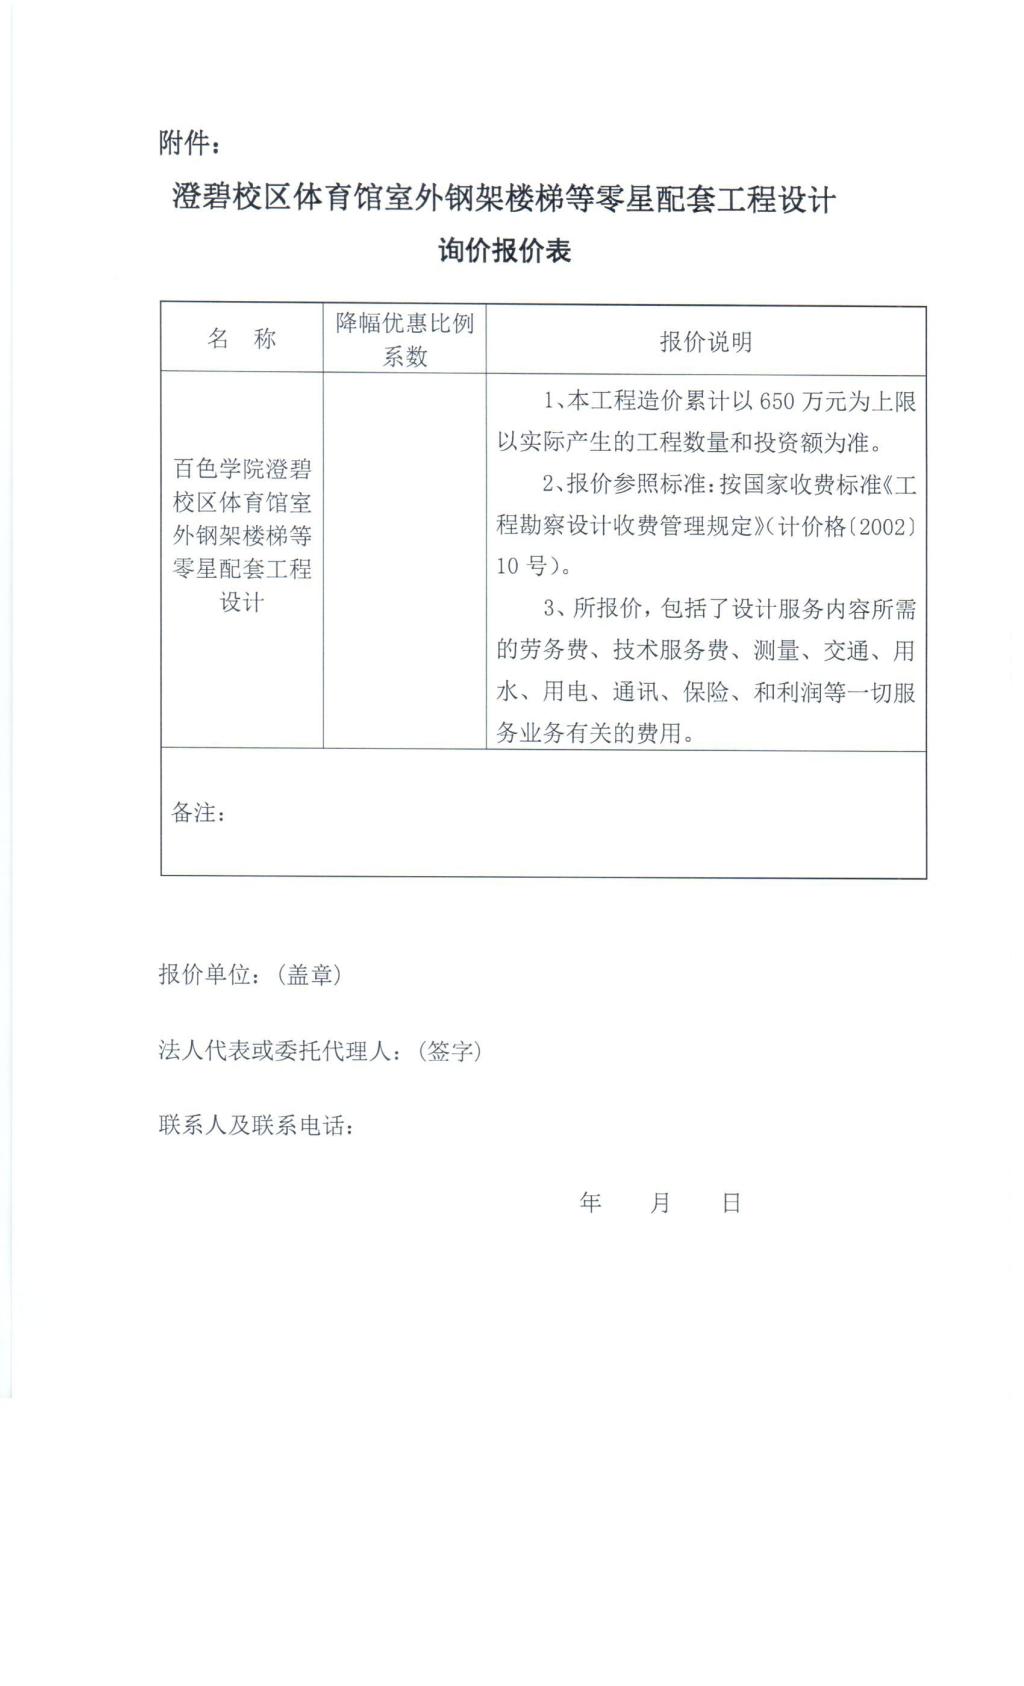 附件：
澄碧校区体育馆室外钢架楼梯等零星配套工程设计
询价报价表
名 称
降幅优惠比例
系数
报价说明
百色学院澄碧
校区体育馆室
外钢架楼梯等
零星配套工程
设计
1、本工程造价累计以 650 万元为上限
以实际产生的工程数量和投资额为准。
2、报价参照标准：按国家收费标准《工
程勘察设计收费管理规定》（计价格〔2002〕
10 号）。
3、所报价，包括了设计服务内容所需
的劳务费、技术服务费、测量、交通、用
水、用电、通讯、保险、和利润等一切服
务业务有关的费用。
备注：
报价单位：（盖章）
法人代表或委托代理人：（签字）
联系人及联系电话：
年 月 日